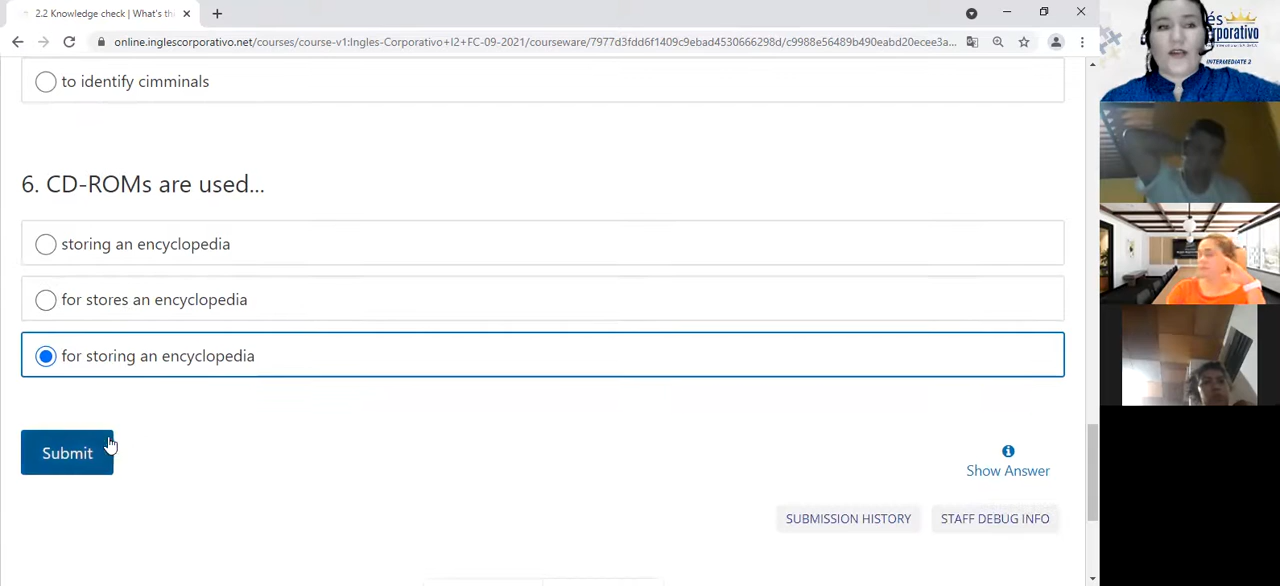 2.2 Knowledge check | What's th
online.inglescorporativo.net/courses/course-v1:Ingles-Corporativo+I2+FC-09-2021/courseware/7977d3fdd6f1409c9ebad4530666298d/c9988e56489b490eabd20ecee3a...
és
orporativo
INTERMEDIATE 2
to identify cimminals
6. CD-ROMs are used...
storing an encyclopedia
for stores an encyclopedia
for storing an encyclopedia
Submit
Show Answer
SUBMISSION HISTORY
STAFF DEBUG INFO